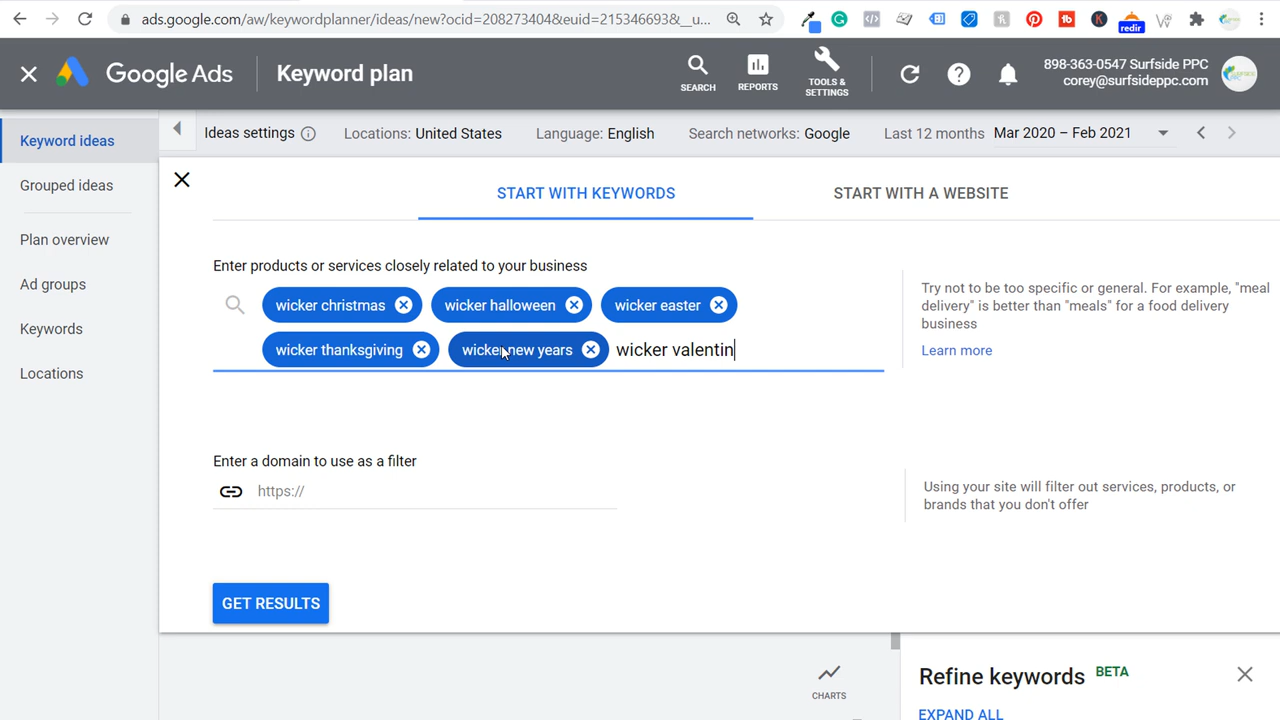 ads.google.com/aw/keywordplanner/ideas/new?ocid=208273404&euid=215346693&__u...
redir
Google Ads
Keyword plan
SEARCH
REPORTS
TOOLS &
SETTINGS
898-363-0547 Surfside PPC
corey@surfsideppc.com
Keyword ideas
Grouped ideas
Plan overview
Ad groups
Keywords
Locations
Ideas settings
Locations: United States
Language: English
Search networks: Google
Last 12 months Mar 2020 – Feb 2021
START WITH KEYWORDS
START WITH A WEBSITE
Enter products or services closely related to your business
wicker christmas
wicker halloween
wicker easter
wicker thanksgiving
wicker new years
wicker valentin
Try not to be too specific or general. For example, "meal
delivery" is better than "meals" for a food delivery
business
Learn more
Enter a domain to use as a filter
https://
Using your site will filter out services, products, or
brands that you don't offer
GET RESULTS
CHARTS
Refine keywords BETA
EXPAND ALL